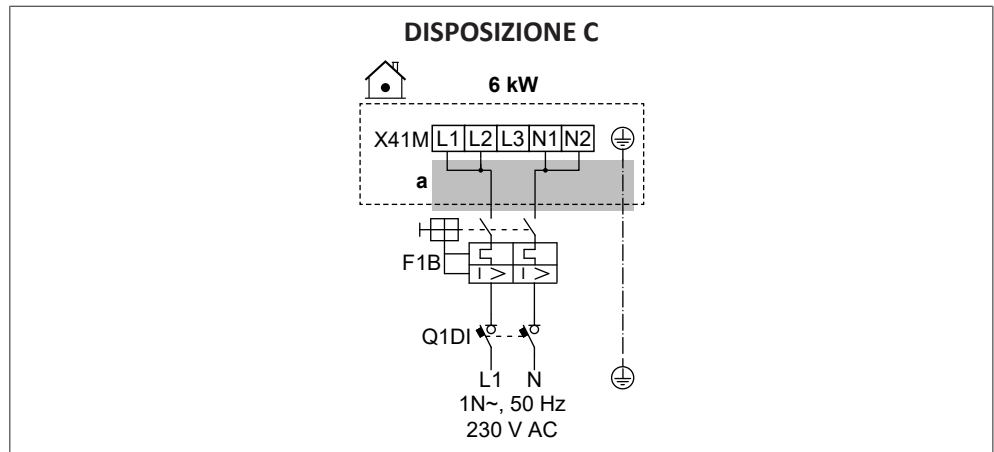 DISPOSIZIONE C
6 kW
X41M L1 L2 L3 N1 N2
a
F1B
I > I >
Q1DI
L1 N
1N~, 50 Hz
230 V AC